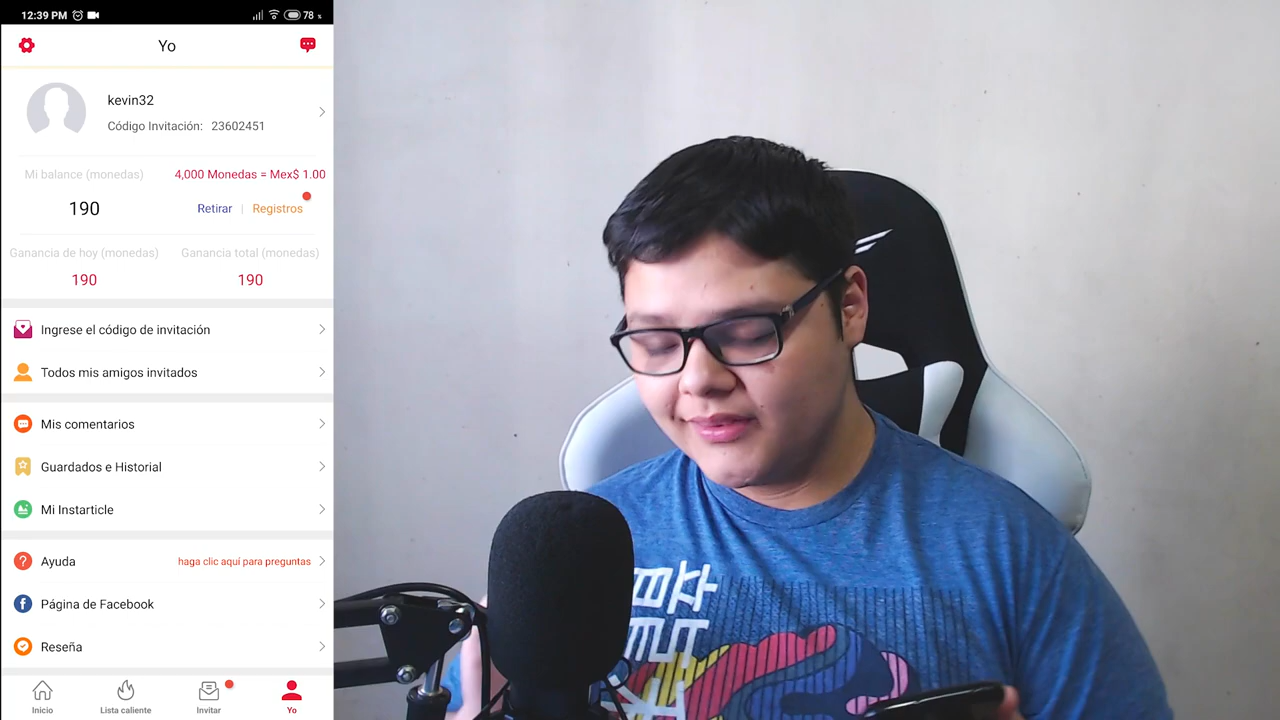 12:39 PM
78 %
Yo
kevin32
Código Invitación: 23602451
Mi balance (monedas)
4,000 Monedas = Mex$ 1.00
190
Retirar | Registros
Ganancia de hoy (monedas)
Ganancia total (monedas)
190
190
Ingrese el código de invitación
Todos mis amigos invitados
Mis comentarios
Guardados e Historial
Mi Instarticle
Ayuda
haga clic aquí para preguntas
Página de Facebook
Reseña
Inicio
Lista caliente
Invitar
Yo